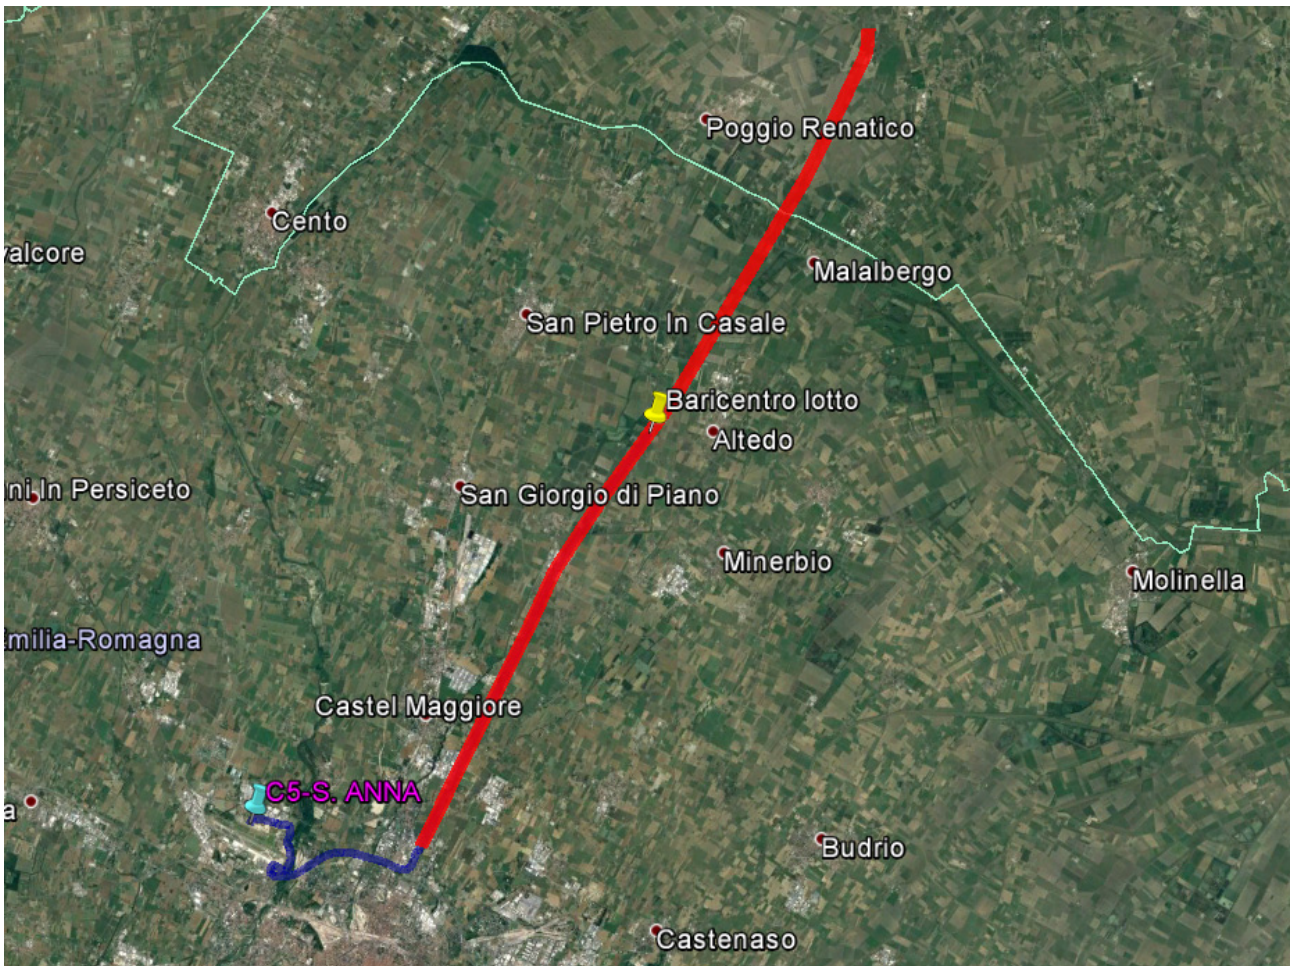 Poggio Renatico
Cento
valcore
Malalbergo
San Pietro In Casale
Baricentro lotto
Altedo
ni In Persiceto
San Giorgio di Piano
Minerbio
Molinella
Emilia-Romagna
Castel Maggiore
C5-S. ANNA
a
Budrio
Castenaso